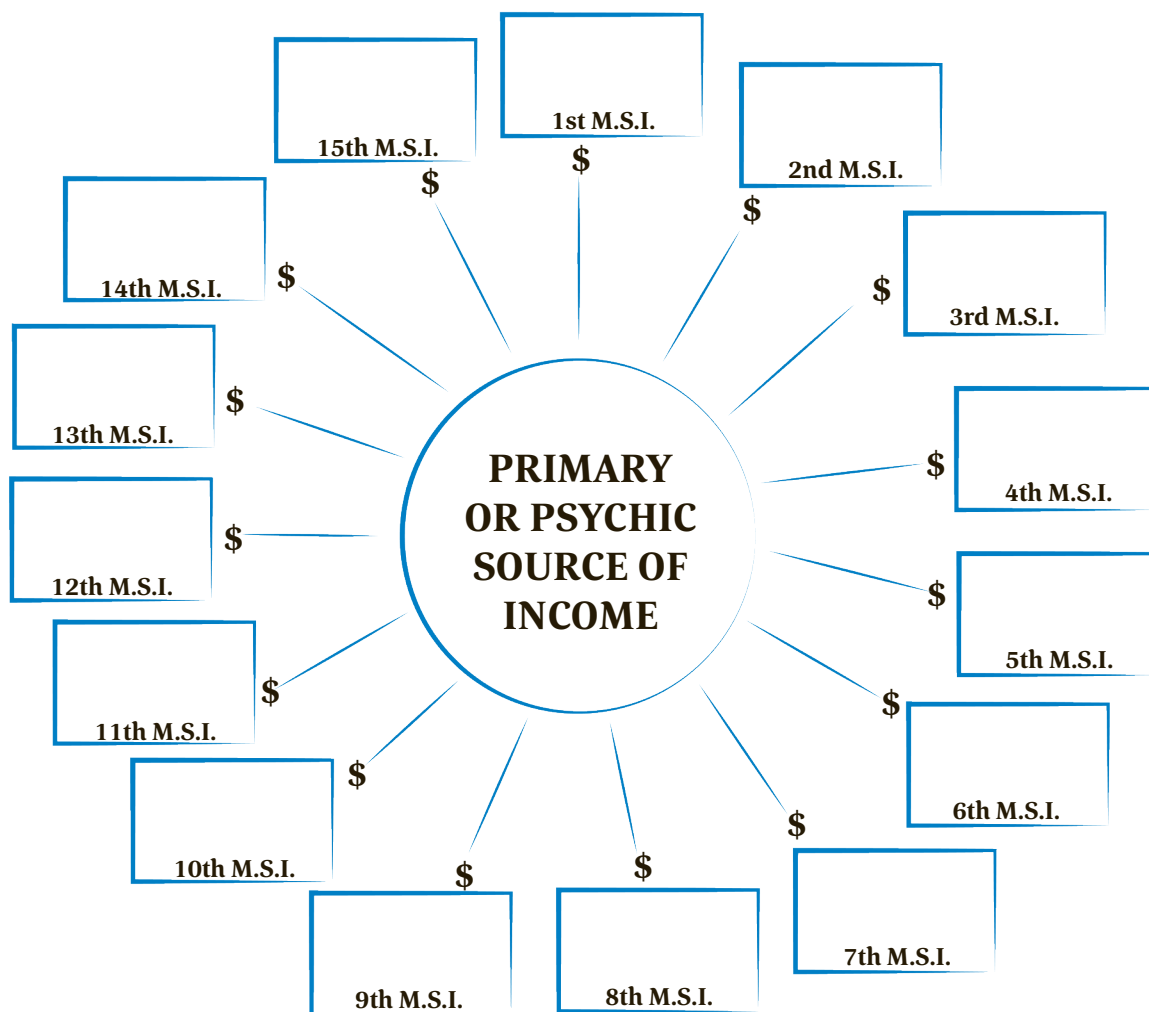 1st M.S.I.
$
2nd M.S.I.
$
3rd M.S.I.
$
4th M.S.I.
$
5th M.S.I.
$
6th M.S.I.
$
7th M.S.I.
$
8th M.S.I.
$
9th M.S.I.
$
10th M.S.I.
$
11th M.S.I.
$
12th M.S.I.
$
13th M.S.I.
$
14th M.S.I.
$
15th M.S.I.
$
PRIMARY
OR PSYCHIC
SOURCE OF
INCOME